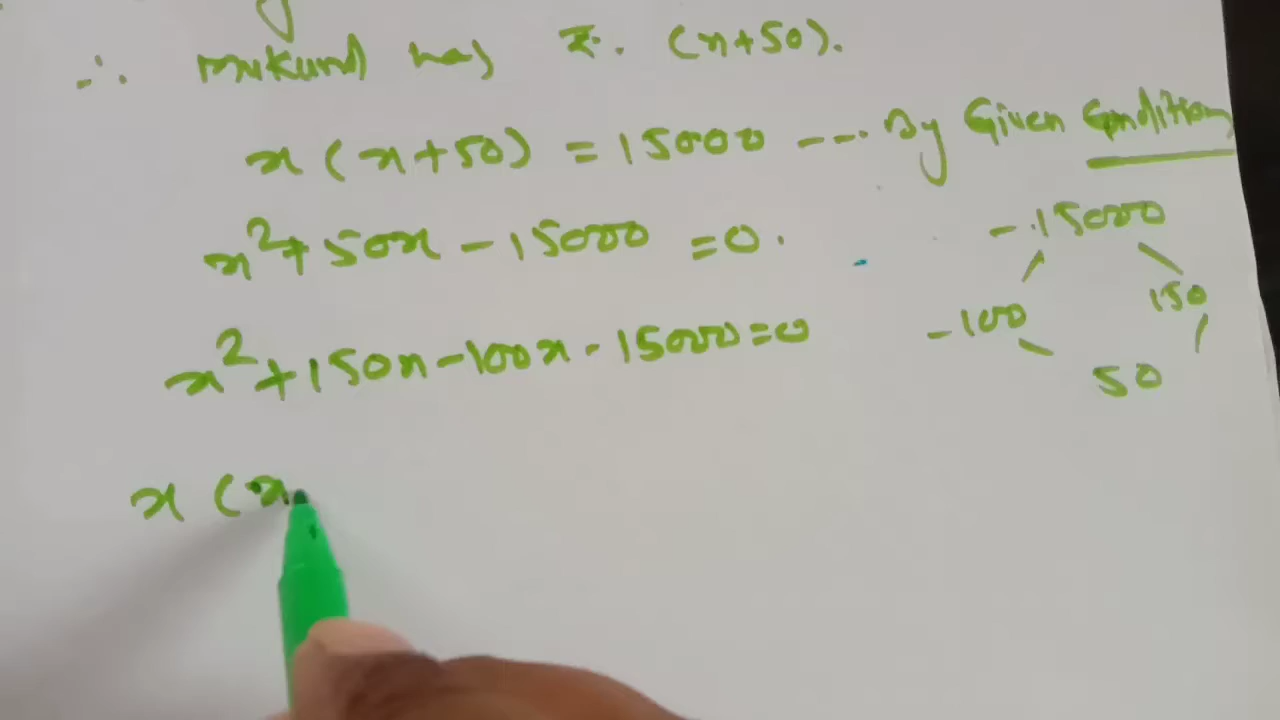 ∴ Mukund has ₹. (x+50).
x(x+50) = 15000 ---- By Given Condition
x²+50x-15000 =0.
-15000
-100 150
x²+150x-100x-15000=0
50
x(x